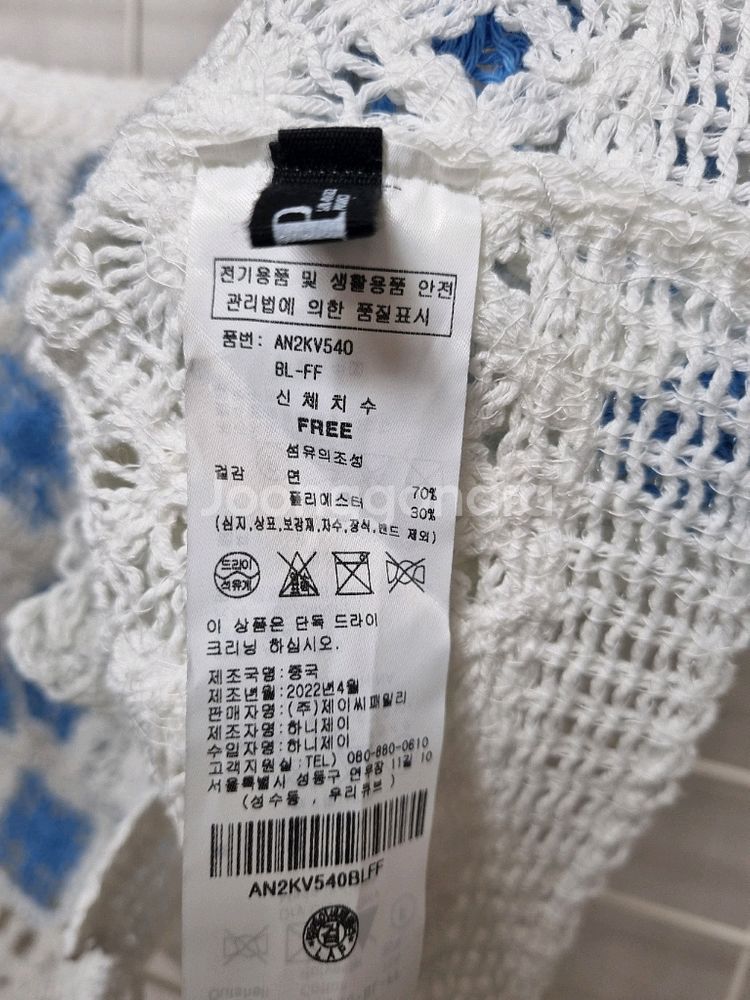 전기용품 및 생활용품 안전
관리법에 의한 품질표시
품번: AN2KV540
BL-FF
신체치수
FREE
섬유의조성
겉감 면 70%
폴리에스터 30%
(심지,상표,보강재,자수,장식,밴드 제외)
드라이
석유계
이 상품은 단독 드라이
크리닝 하십시오.
제조국명:중국
제조년월:2022년4월
판매자명:(주)제이씨패밀리
제조자명:하니제이
수입자명:하니제이
고객지원실:TEL) 080-880-0610
서울특별시 성동구 연무장 11길 10
(성수동 , 우리큐브)
AN2KV540BLFF